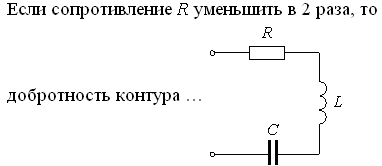 Если сопротивление R уменьшить в 2 раза, то
R
добротность контура ...
L
C